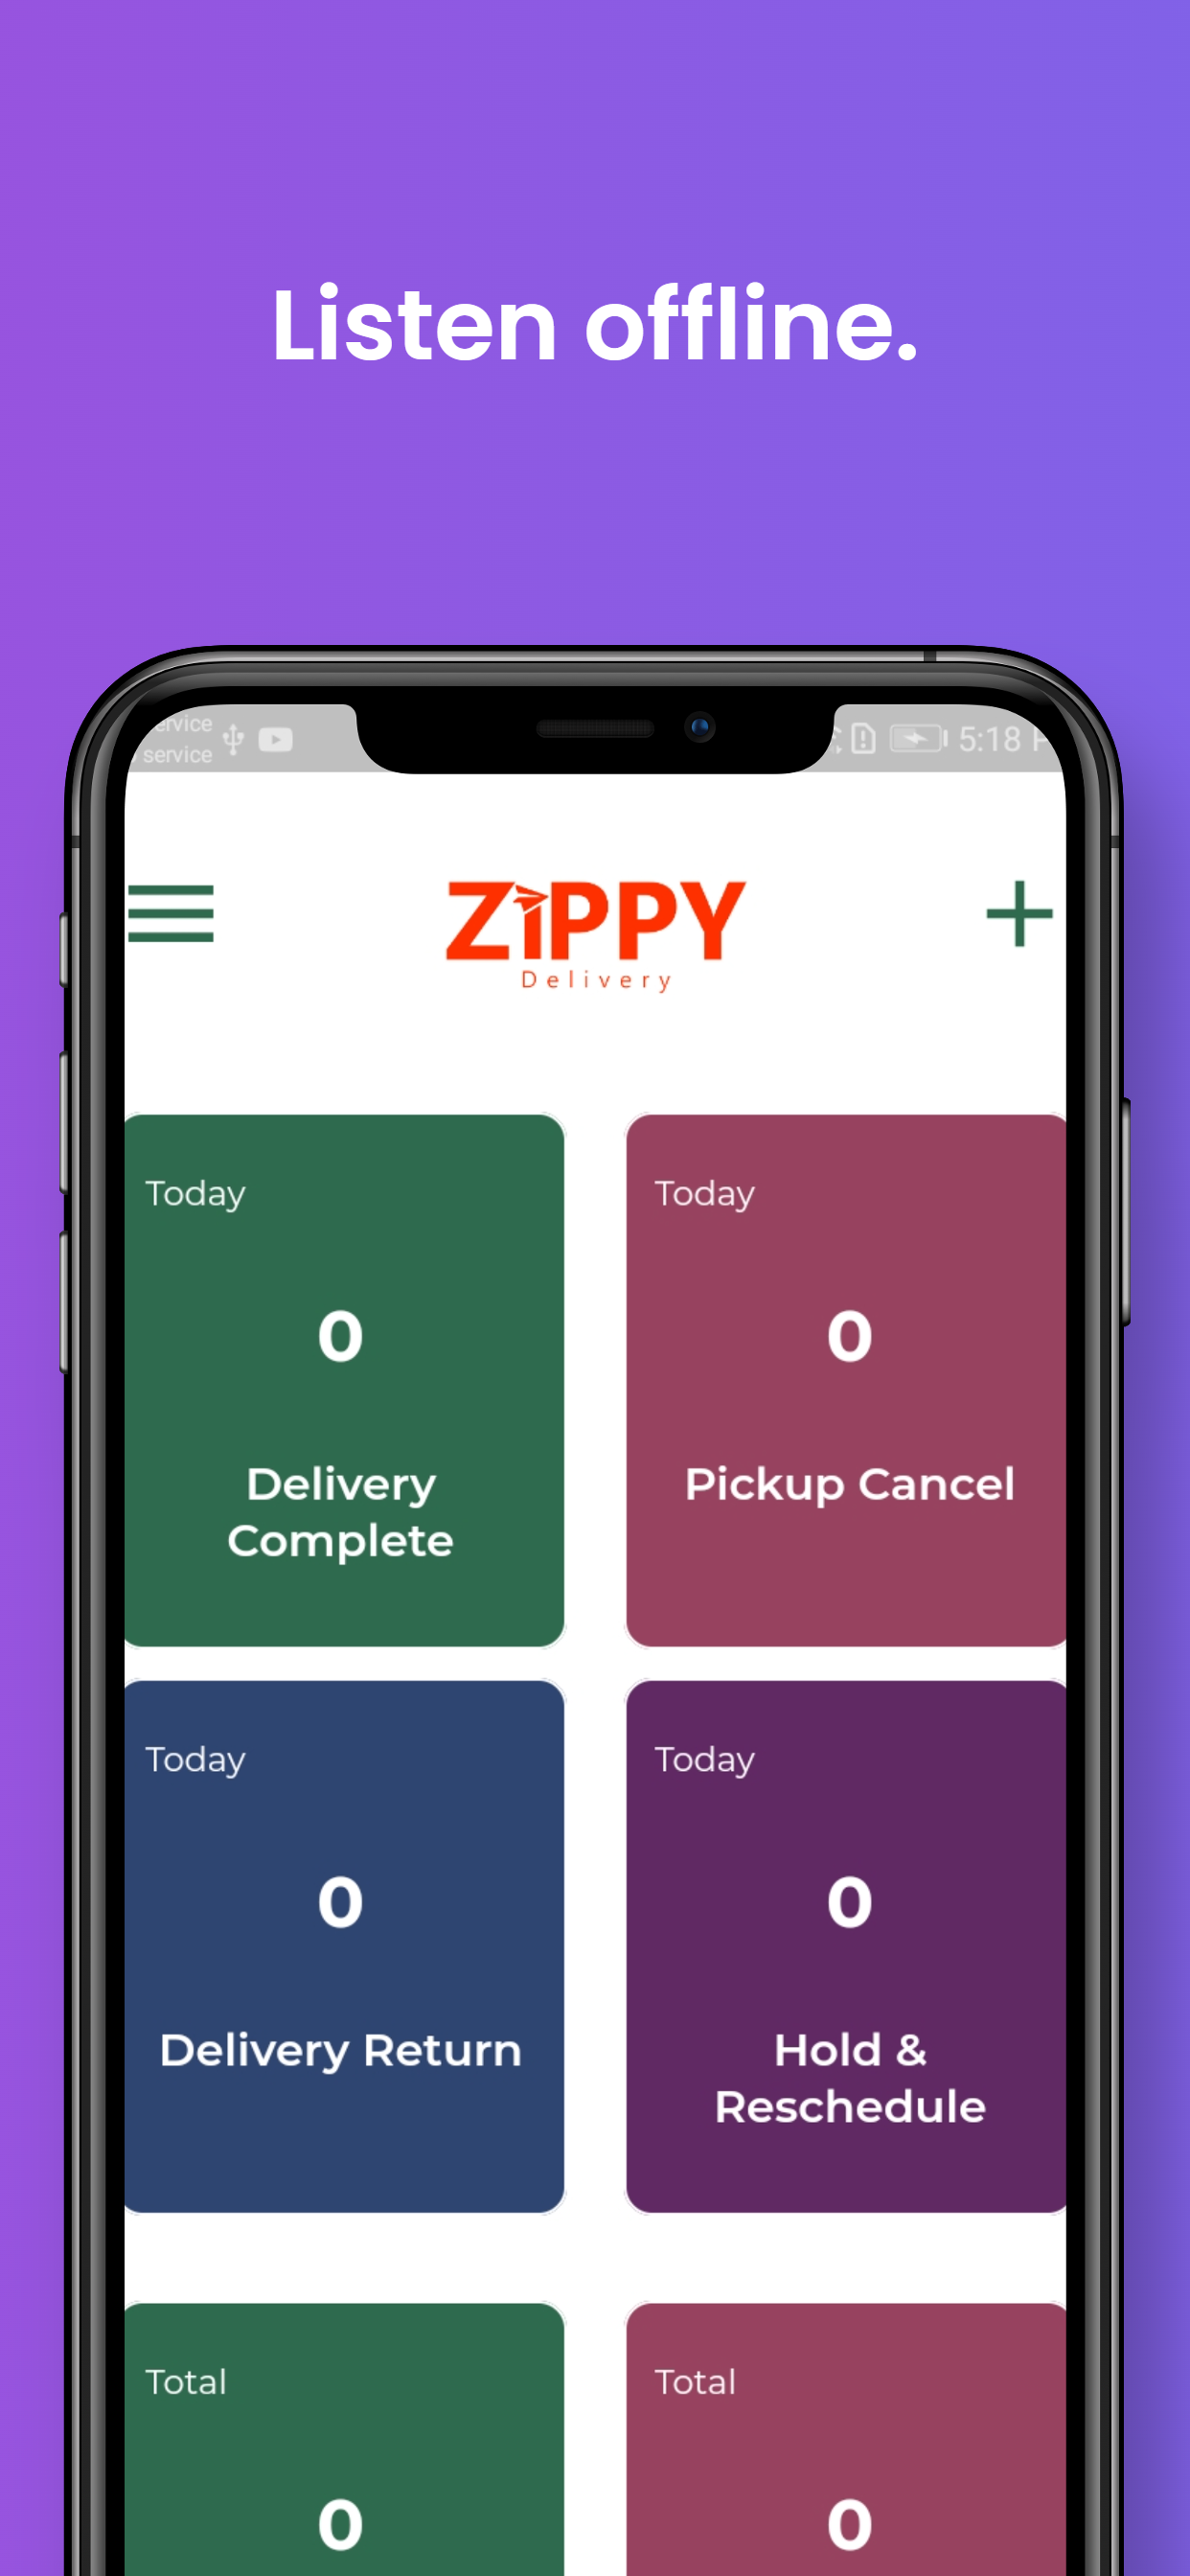 Listen offline.
service
service
5:18
ZiPPY
Delivery
Today
0
Delivery
Complete
Today
0
Pickup Cancel
Today
0
Delivery Return
Today
0
Hold &
Reschedule
Total
0
Total
0